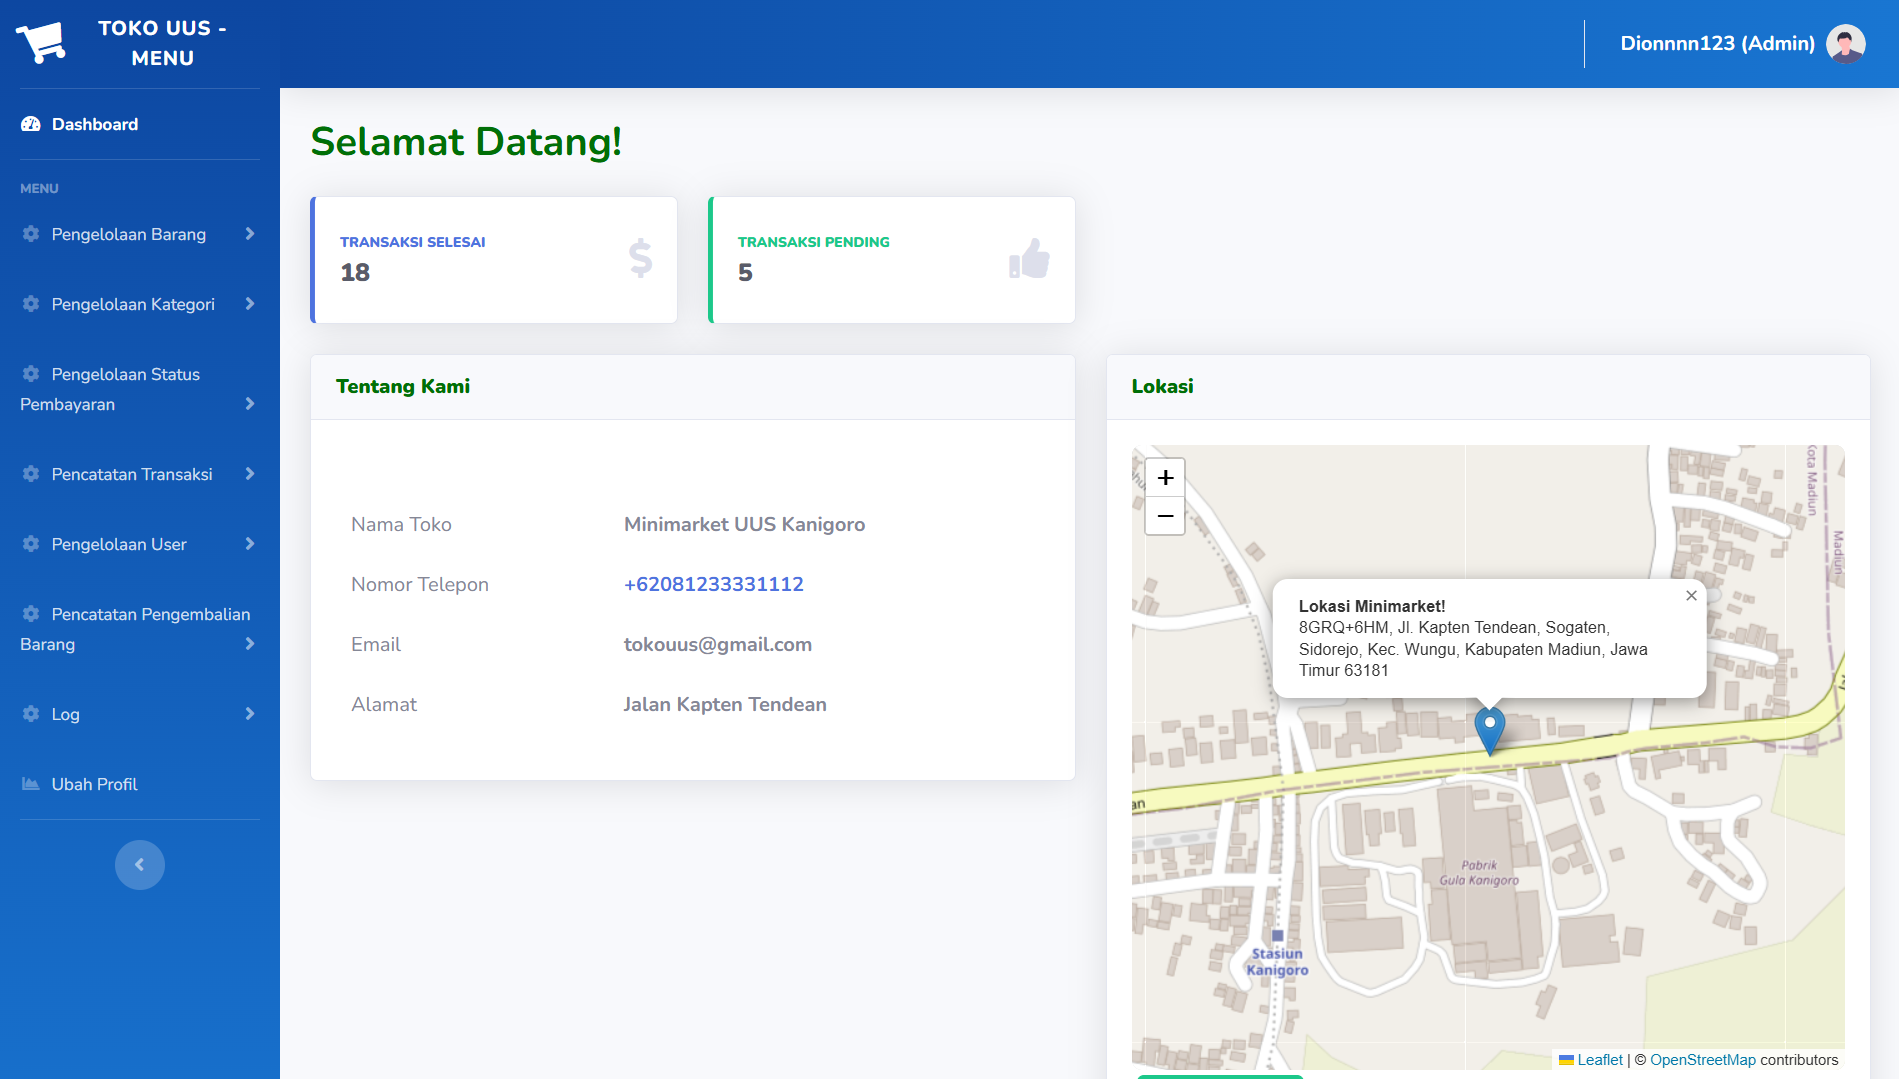 TOKO UUS -
MENU
Dionnnn123 (Admin)
Dashboard
MENU
Pengelolaan Barang
Pengelolaan Kategori
Pengelolaan Status
Pembayaran
Pencatatan Transaksi
Pengelolaan User
Pencatatan Pengembalian
Barang
Log
Ubah Profil
Selamat Datang!
TRANSAKSI SELESAI
18
$
TRANSAKSI PENDING
5
Tentang Kami
Nama Toko Minimarket UUS Kanigoro
Nomor Telepon +62081233331112
Email tokouus@gmail.com
Alamat Jalan Kapten Tendean
Lokasi
+
−
Kota Madiun
Madiun
×
Lokasi Minimarket!
8GRQ+6HM, Jl. Kapten Tendean, Sogaten,
Sidorejo, Kec. Wungu, Kabupaten Madiun, Jawa
Timur 63181
an
Pabrik
Gula Kanigoro
Stasiun
Kanigoro
Leaflet | © OpenStreetMap contributors